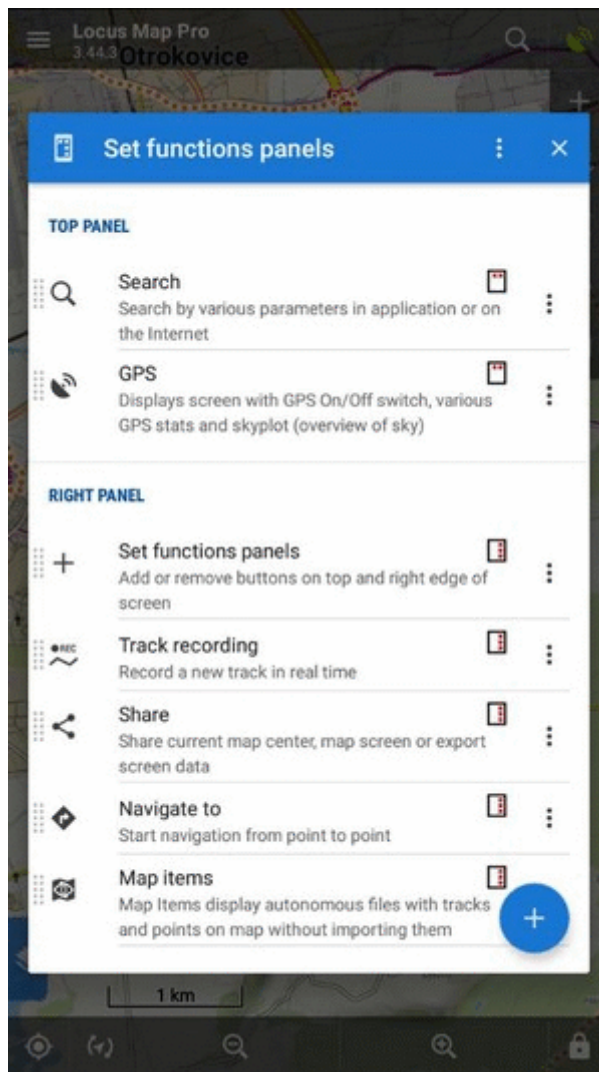 Locus Map Pro
3.44.3
Otrokovice
Set functions panels
TOP PANEL
Search
Search by various parameters in application or on
the Internet
GPS
Displays screen with GPS On/Off switch, various
GPS stats and skyplot (overview of sky)
RIGHT PANEL
Set functions panels
Add or remove buttons on top and right edge of
screen
REC
Track recording
Record a new track in real time
Share
Share current map center, map screen or export
screen data
Navigate to
Start navigation from point to point
Map items
Map Items display autonomous files with tracks
and points on map without importing them
1 km